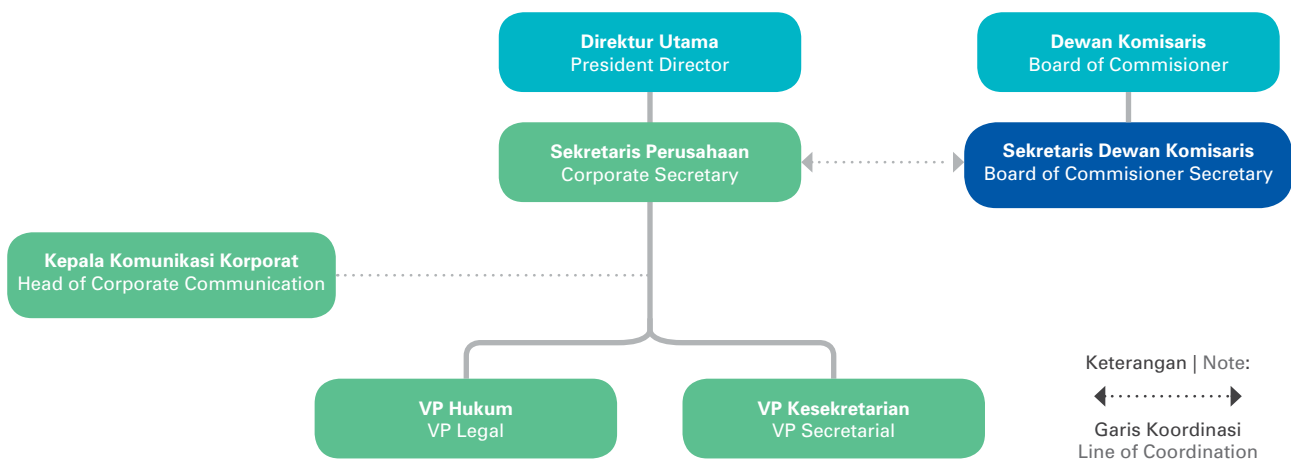 Direktur Utama
President Director
Dewan Komisaris
Board of Commisioner
Sekretaris Perusahaan
Corporate Secretary
Sekretaris Dewan Komisaris
Board of Commisioner Secretary
Kepala Komunikasi Korporat
Head of Corporate Communication
VP Hukum
VP Legal
VP Kesekretarian
VP Secretarial
Keterangan | Note:
Garis Koordinasi
Line of Coordination